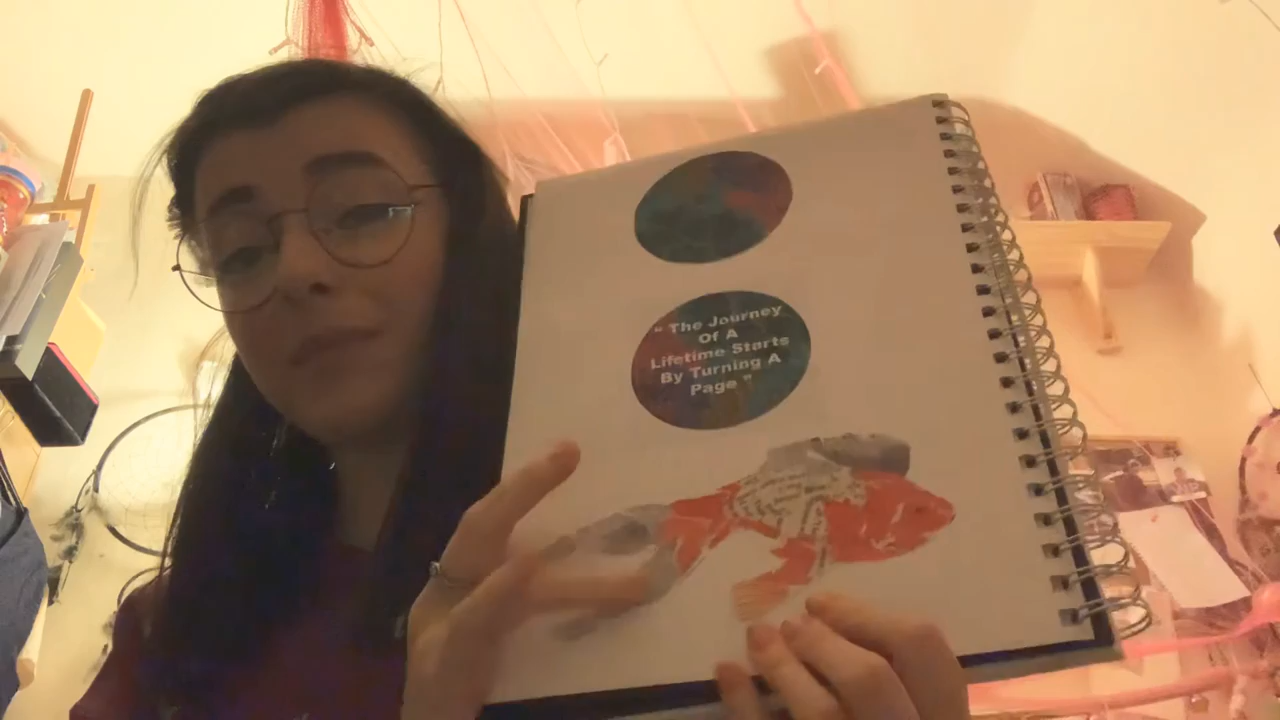 “ The Journey
Of A
Lifetime Starts
By Turning A
Page ”